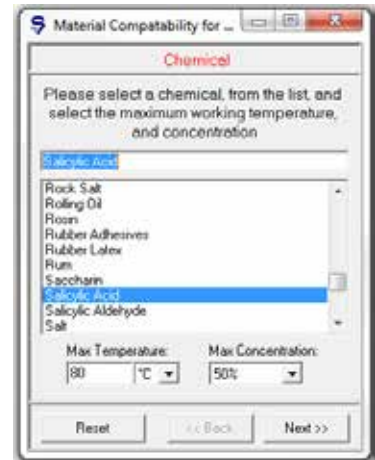 Material Compatability for ...
Chemical
Please select a chemical, from the list, and
select the maximum working temperature,
and concentration
Salicylic Acid
Rock Salt
Rolling Oil
Rosin
Rubber Adhesives
Rubber Latex
Rum
Saccharin
Salicylic Acid
Salicylic Aldehyde
Salt
Max Temperature: Max Concentration:
80 °C 50%
Reset << Back Next >>